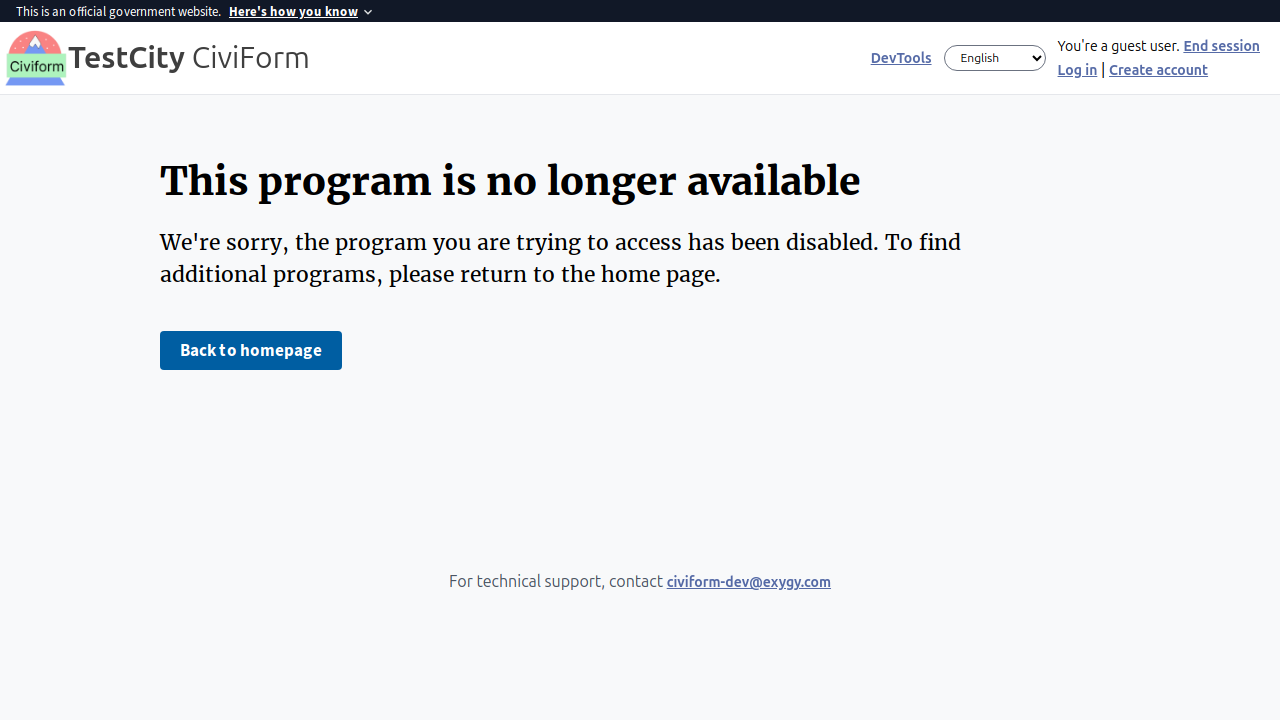 This is an official government website. Here's how you know
Civiform
TestCity CiviForm
DevTools
English
You're a guest user. End session
Log in | Create account
This program is no longer available
We're sorry, the program you are trying to access has been disabled. To find
additional programs, please return to the home page.
Back to homepage
For technical support, contact civiform-dev@exygy.com